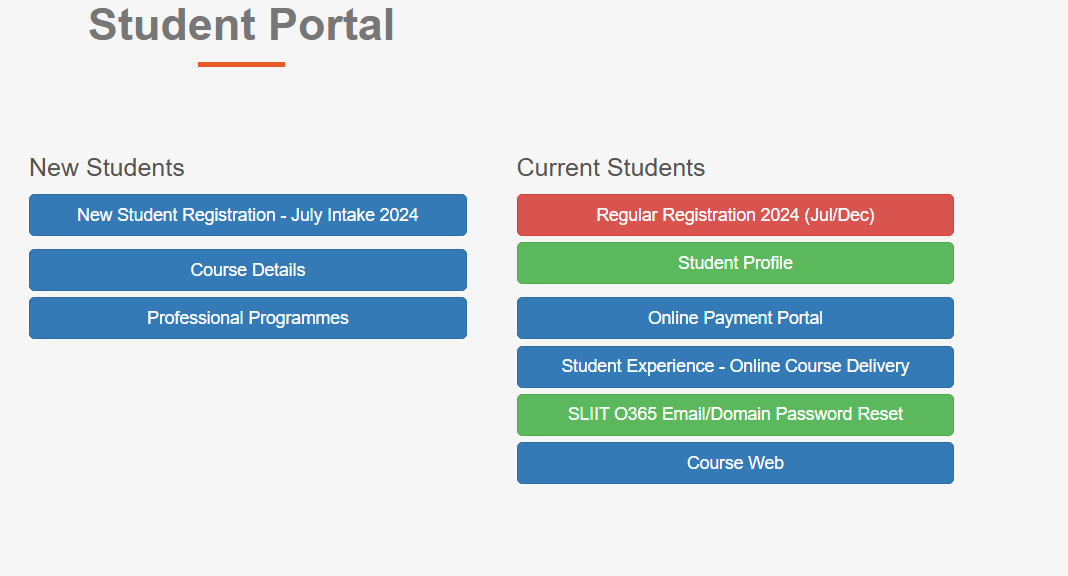 Student Portal
New Students
New Student Registration - July Intake 2024
Course Details
Professional Programmes
Current Students
Regular Registration 2024 (Jul/Dec)
Student Profile
Online Payment Portal
Student Experience - Online Course Delivery
SLIIT O365 Email/Domain Password Reset
Course Web